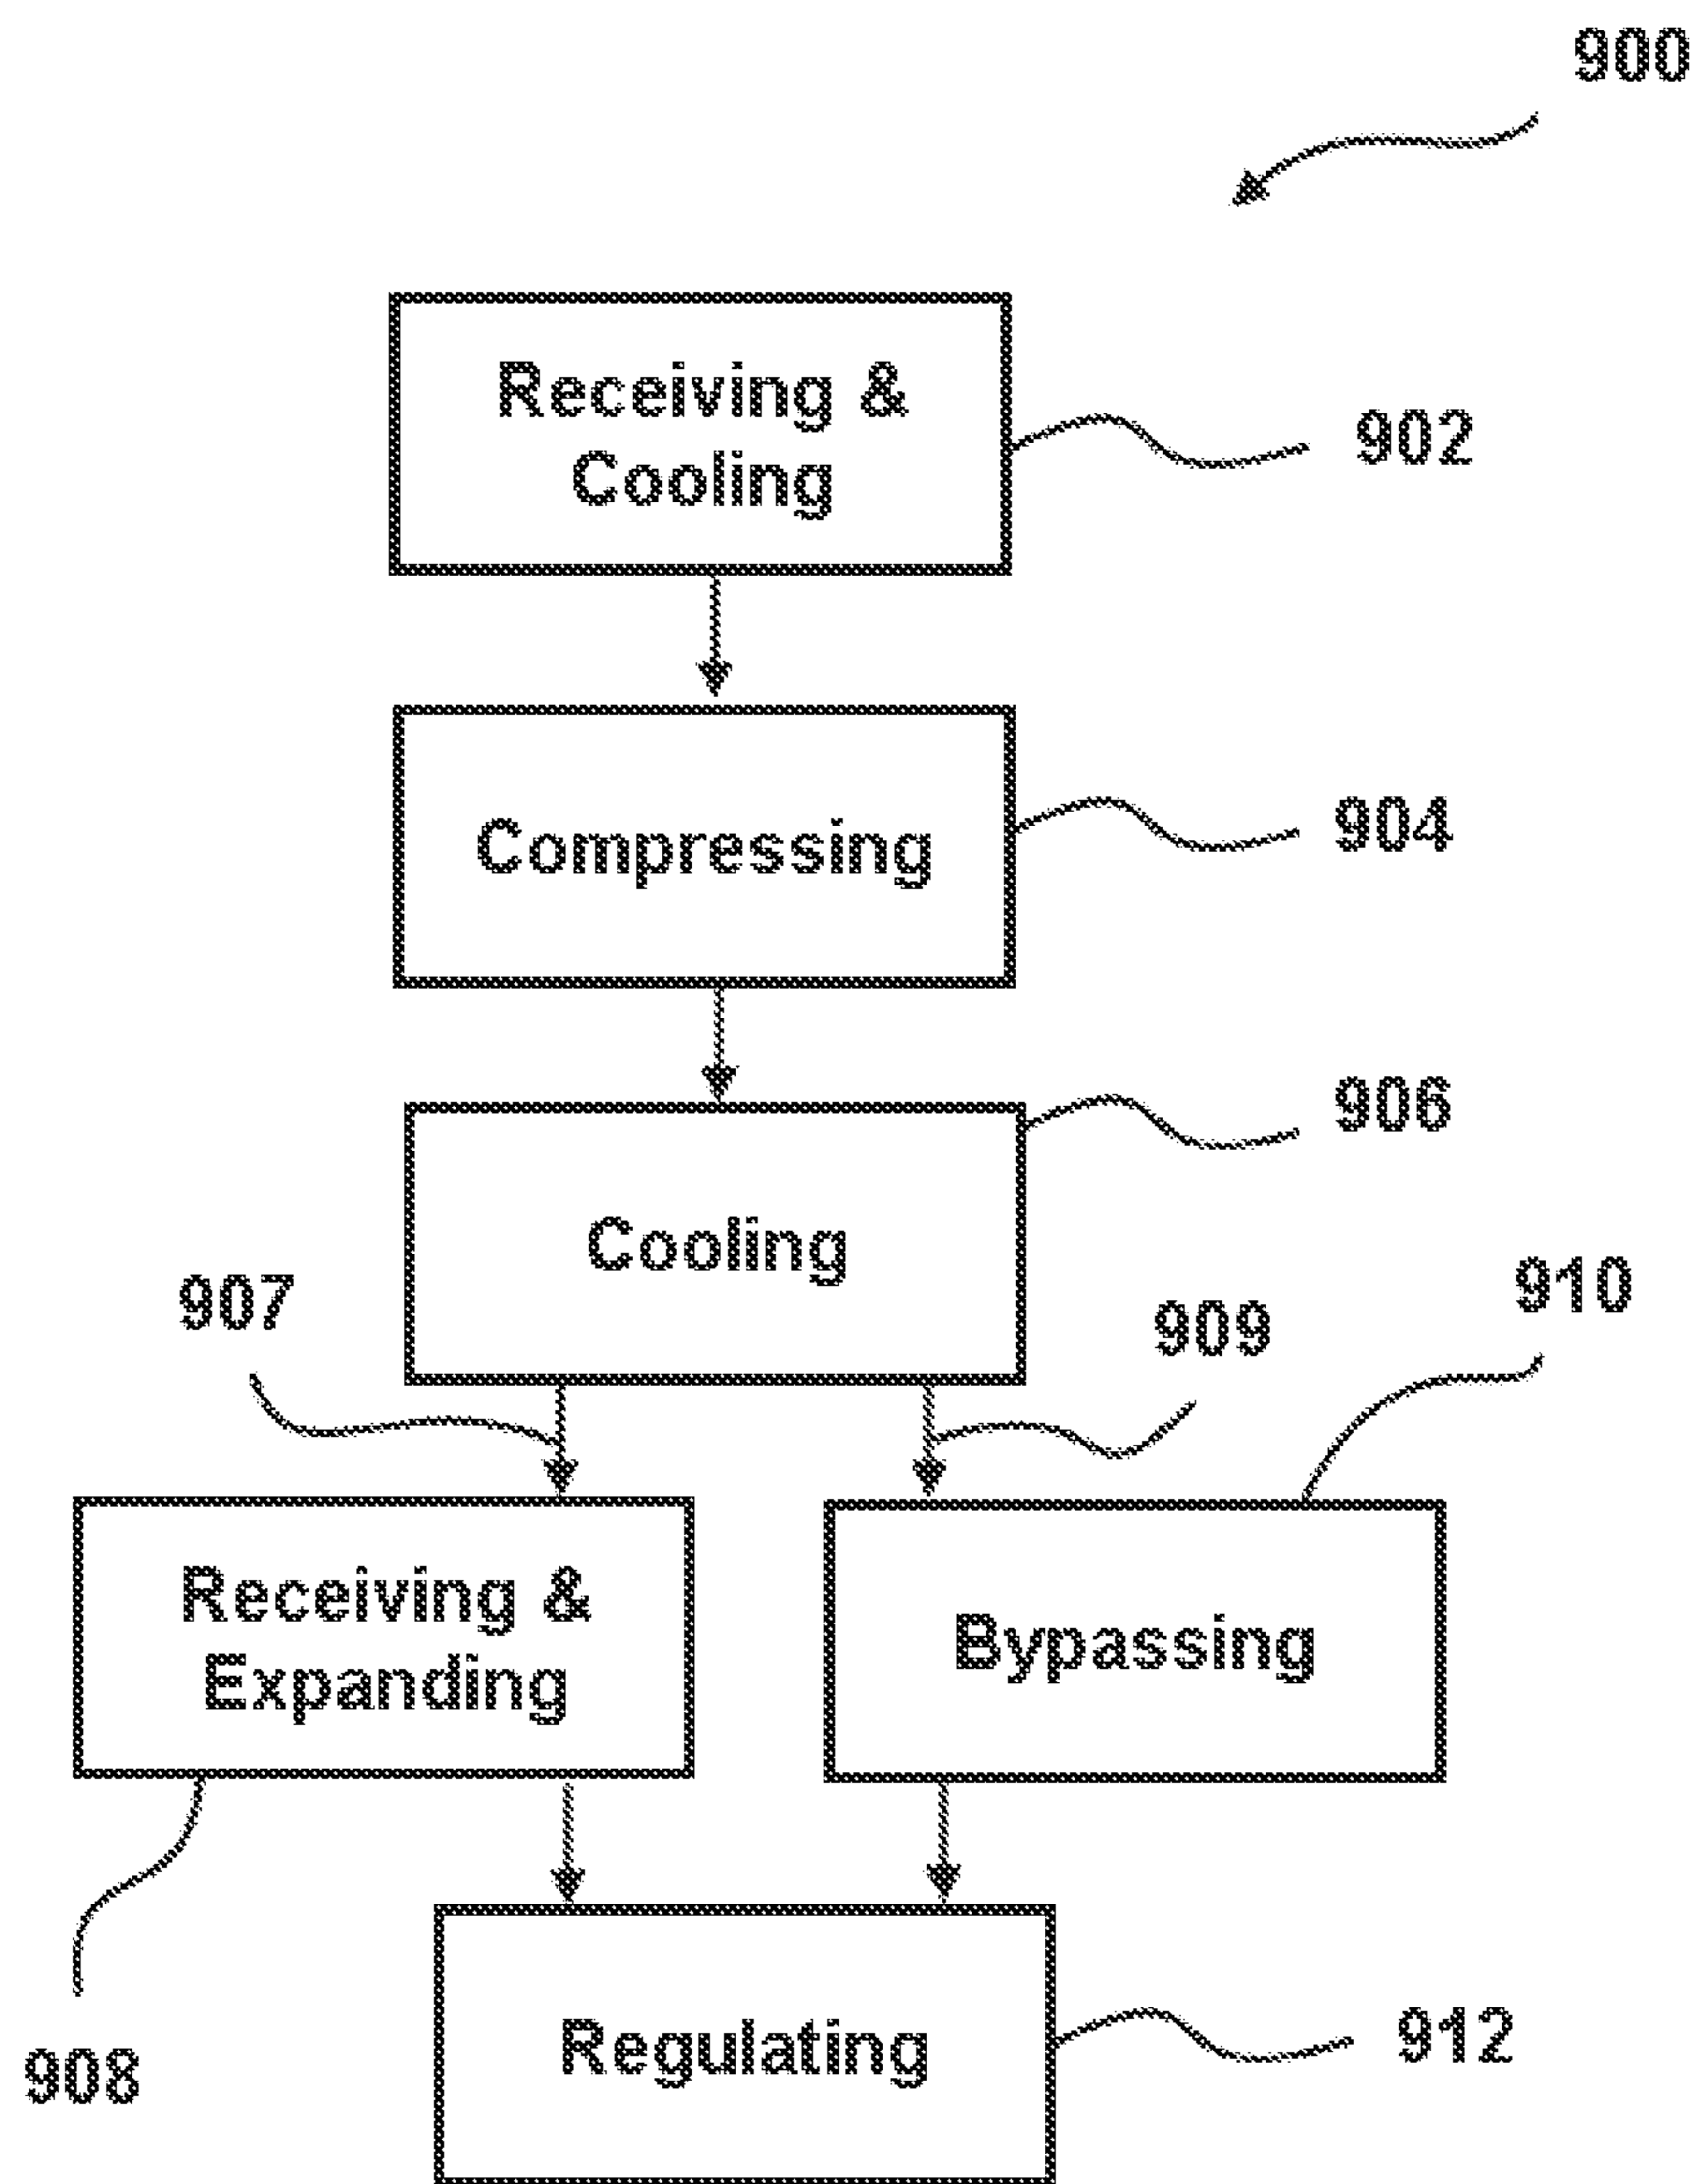 900
Receiving &
Cooling
902
Compressing
904
906
Cooling
907
909
910
Receiving &
Expanding
Bypassing
Regulating
912
908